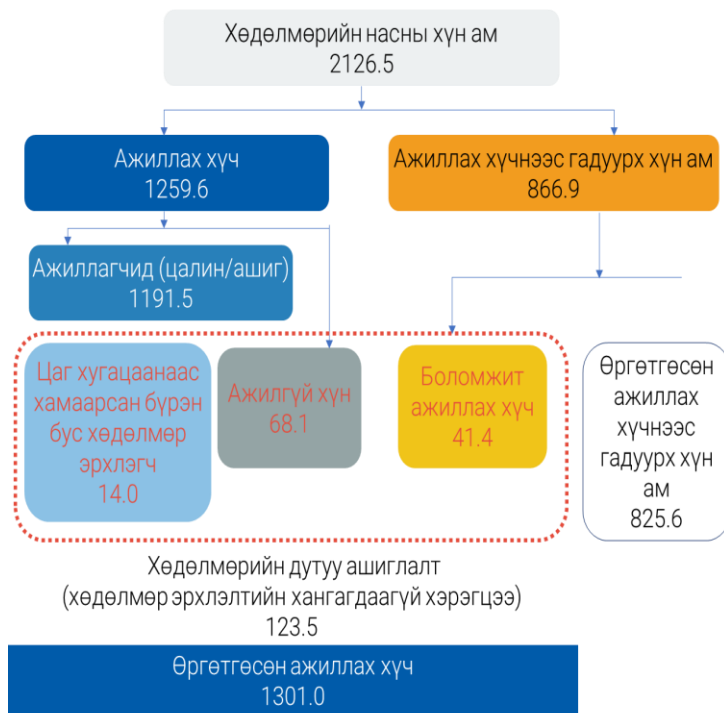 Хөдөлмөрийн насны хүн ам
2126.5
Ажиллах хүч
1259.6
Ажиллах хүчнээс гадуурх хүн ам
866.9
Ажиллагчид (цалин/ашиг)
1191.5
Цаг хугацаанаас
хамаарсан бүрэн
бус хөдөлмөр
эрхлэгч
14.0
Ажилгүй хүн
68.1
Боломжит
ажиллах хүч
41.4
Өргөтгөсөн
ажиллах
хүчнээс
гадуурх хүн
ам
825.6
Хөдөлмөрийн дутуу ашиглалт
(хөдөлмөр эрхлэлтийн хангагдаагүй хэрэгцээ)
123.5
Өргөтгөсөн ажиллах хүч
1301.0